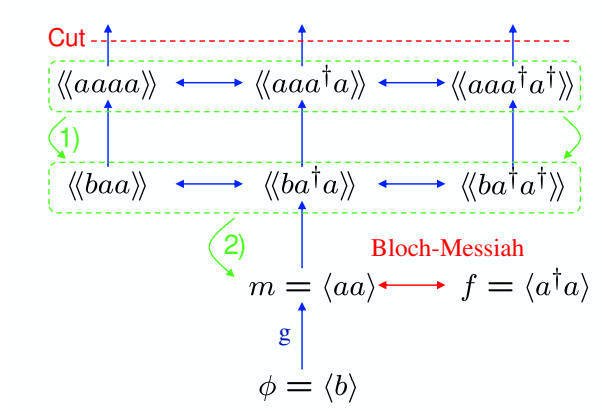 Cut
⟪aaaa⟫ ⟪aaa†a⟫ ⟪aaa†a†⟫
1)
⟪baa⟫ ⟪ba†a⟫ ⟪ba†a†⟫
2)
Bloch-Messiah
m = ⟨aa⟩ f = ⟨a†a⟩
g
ϕ = ⟨b⟩